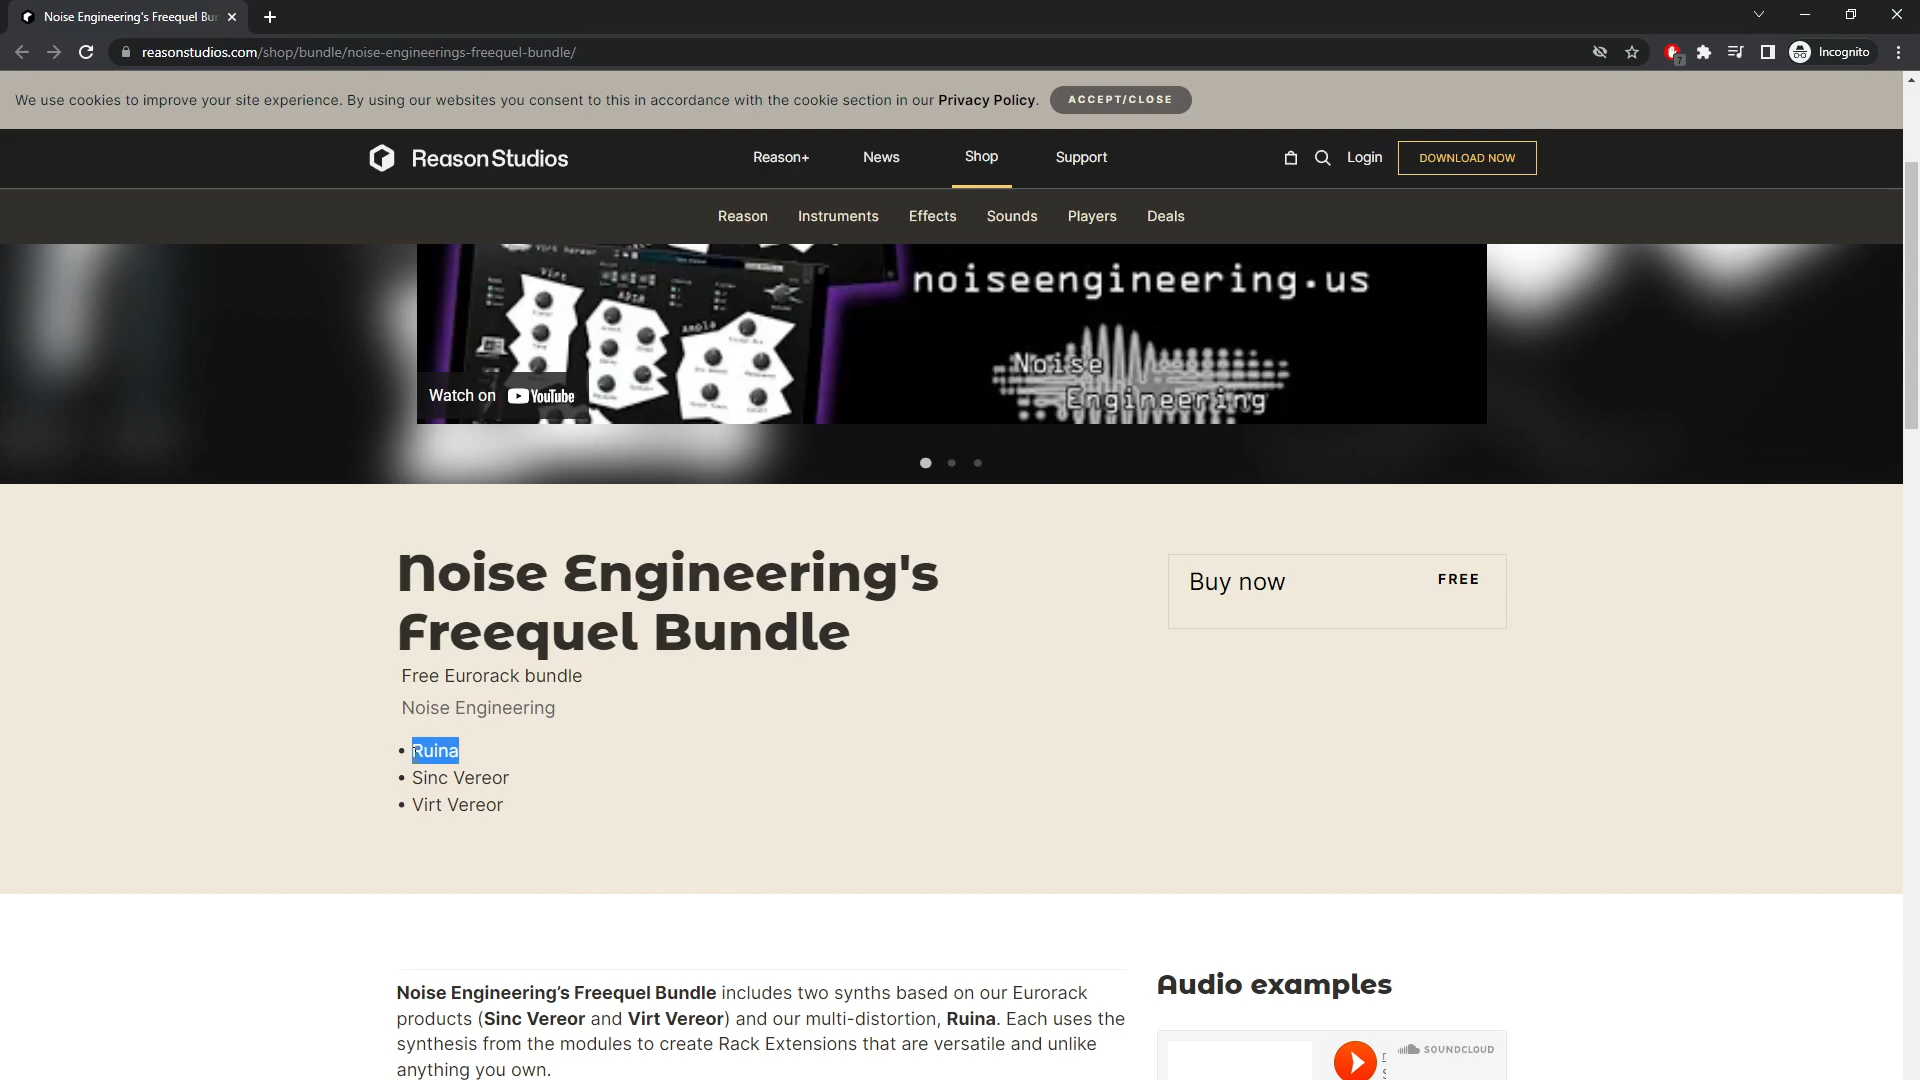 Noise Engineering's Freequel Bun
reasonstudios.com/shop/bundle/noise-engineerings-freequel-bundle/
7
Incognito
We use cookies to improve your site experience. By using our websites you consent to this in accordance with the cookie section in our Privacy Policy.
ACCEPT/CLOSE
Reason Studios
Reason+
News
Shop
Support
Login
DOWNLOAD NOW
Reason
Instruments
Effects
Sounds
Players
Deals
Virt
ADSR
Ampla
noiseengineering.us
Noise
Engineering
Watch on YouTube
Noise Engineering's
Freequel Bundle
Buy now
FREE
Free Eurorack bundle
Noise Engineering
• Ruina
• Sinc Vereor
• Virt Vereor
Noise Engineering’s Freequel Bundle includes two synths based on our Eurorack
products (Sinc Vereor and Virt Vereor) and our multi-distortion, Ruina. Each uses the
synthesis from the modules to create Rack Extensions that are versatile and unlike
anything you own.
Audio examples
SOUNDCLOUD